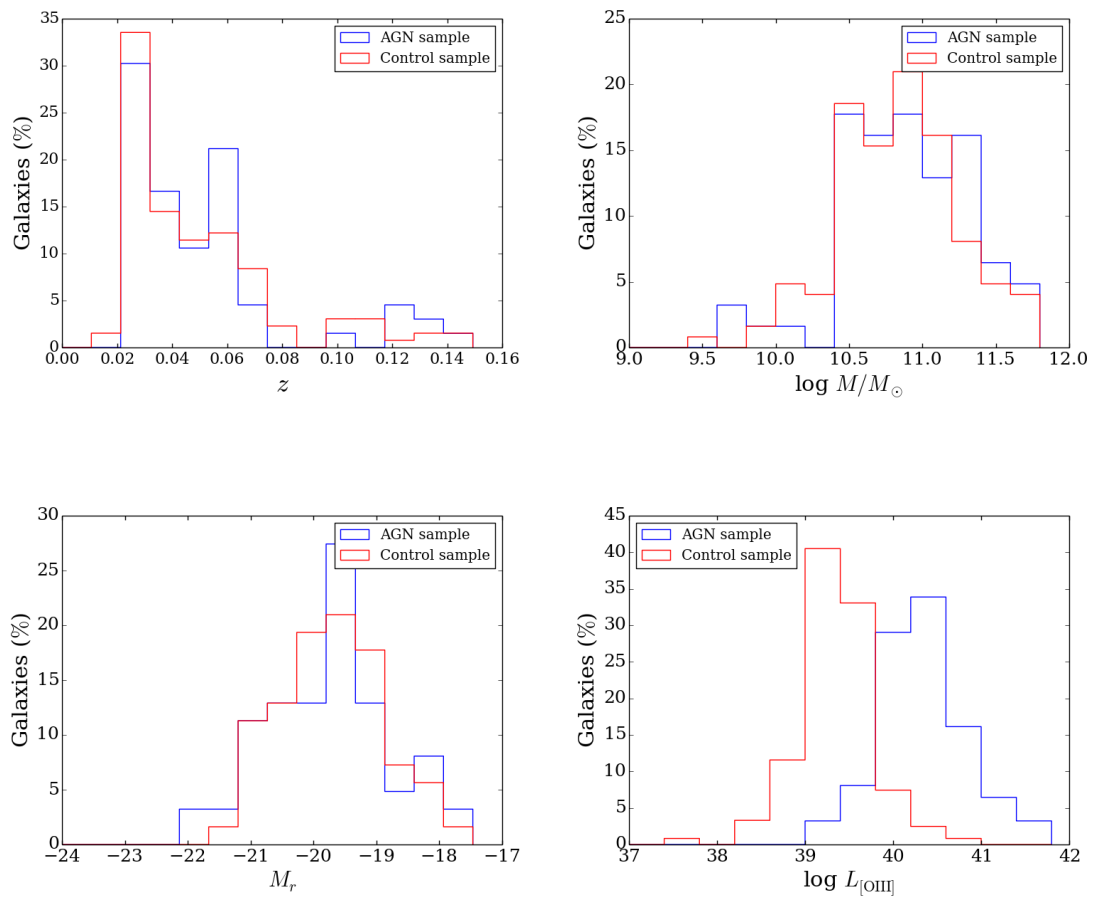 35
30
25
20
15
10
5
0
Galaxies (%)
AGN sample
Control sample
0.00 0.02 0.04 0.06 0.08 0.10 0.12 0.14 0.16
z
25
20
15
10
5
0
Galaxies (%)
AGN sample
Control sample
9.0 9.5 10.0 10.5 11.0 11.5 12.0
log M/M⊙
30
25
20
15
10
5
0
Galaxies (%)
AGN sample
Control sample
−24 −23 −22 −21 −20 −19 −18 −17
Mr
45
40
35
30
25
20
15
10
5
0
Galaxies (%)
AGN sample
Control sample
37 38 39 40 41 42
log L[OIII]